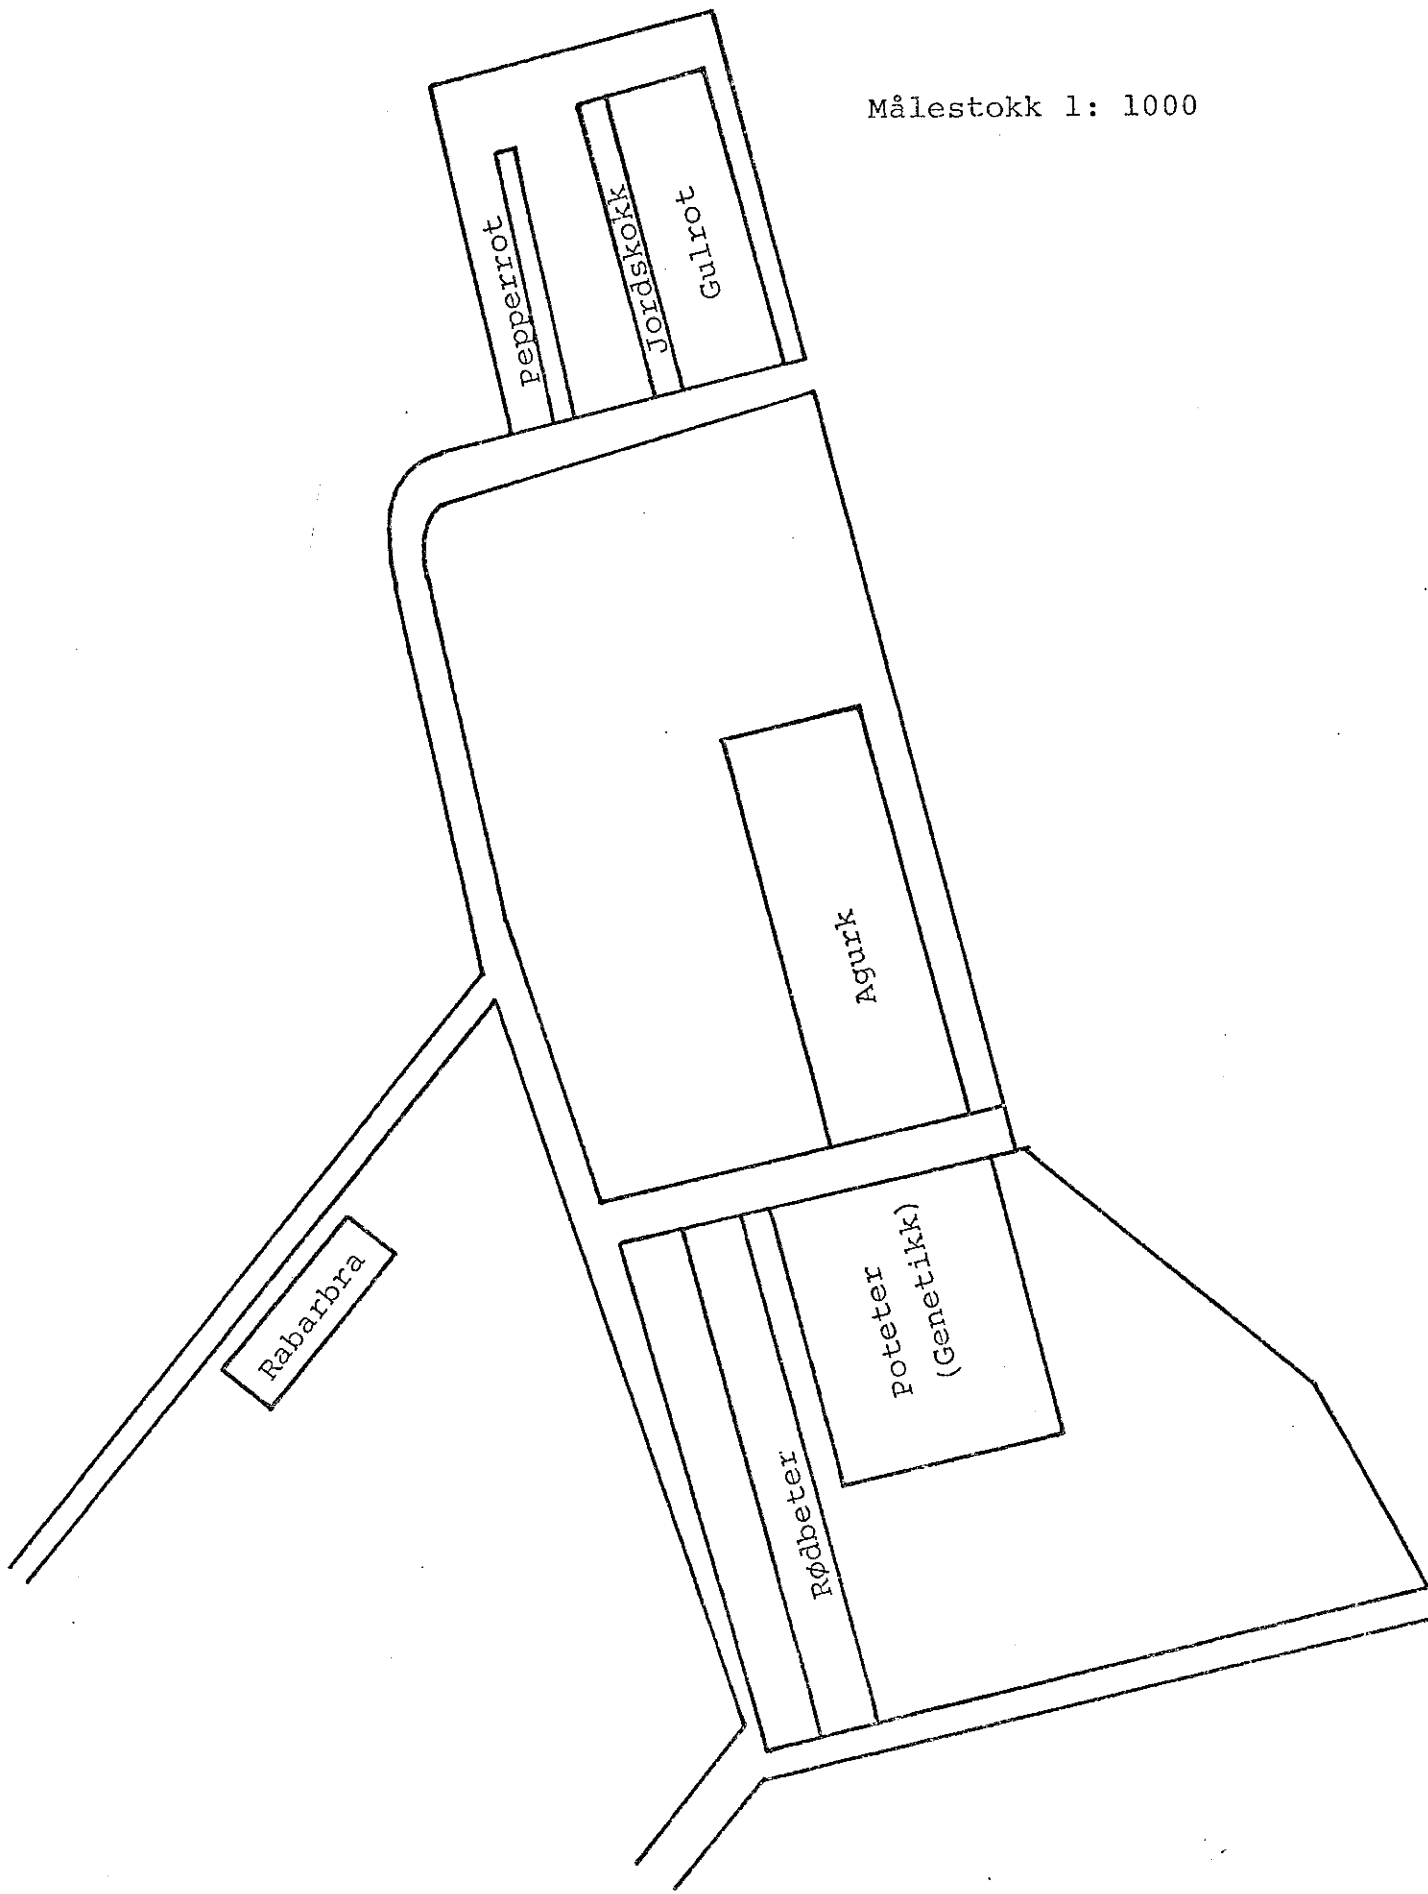 Målestokk 1: 1000
Pepperrot
Jordskokk
Gulrot
Agurk
Rabarbra
Poteter
(Genetikk)
Rødbeter